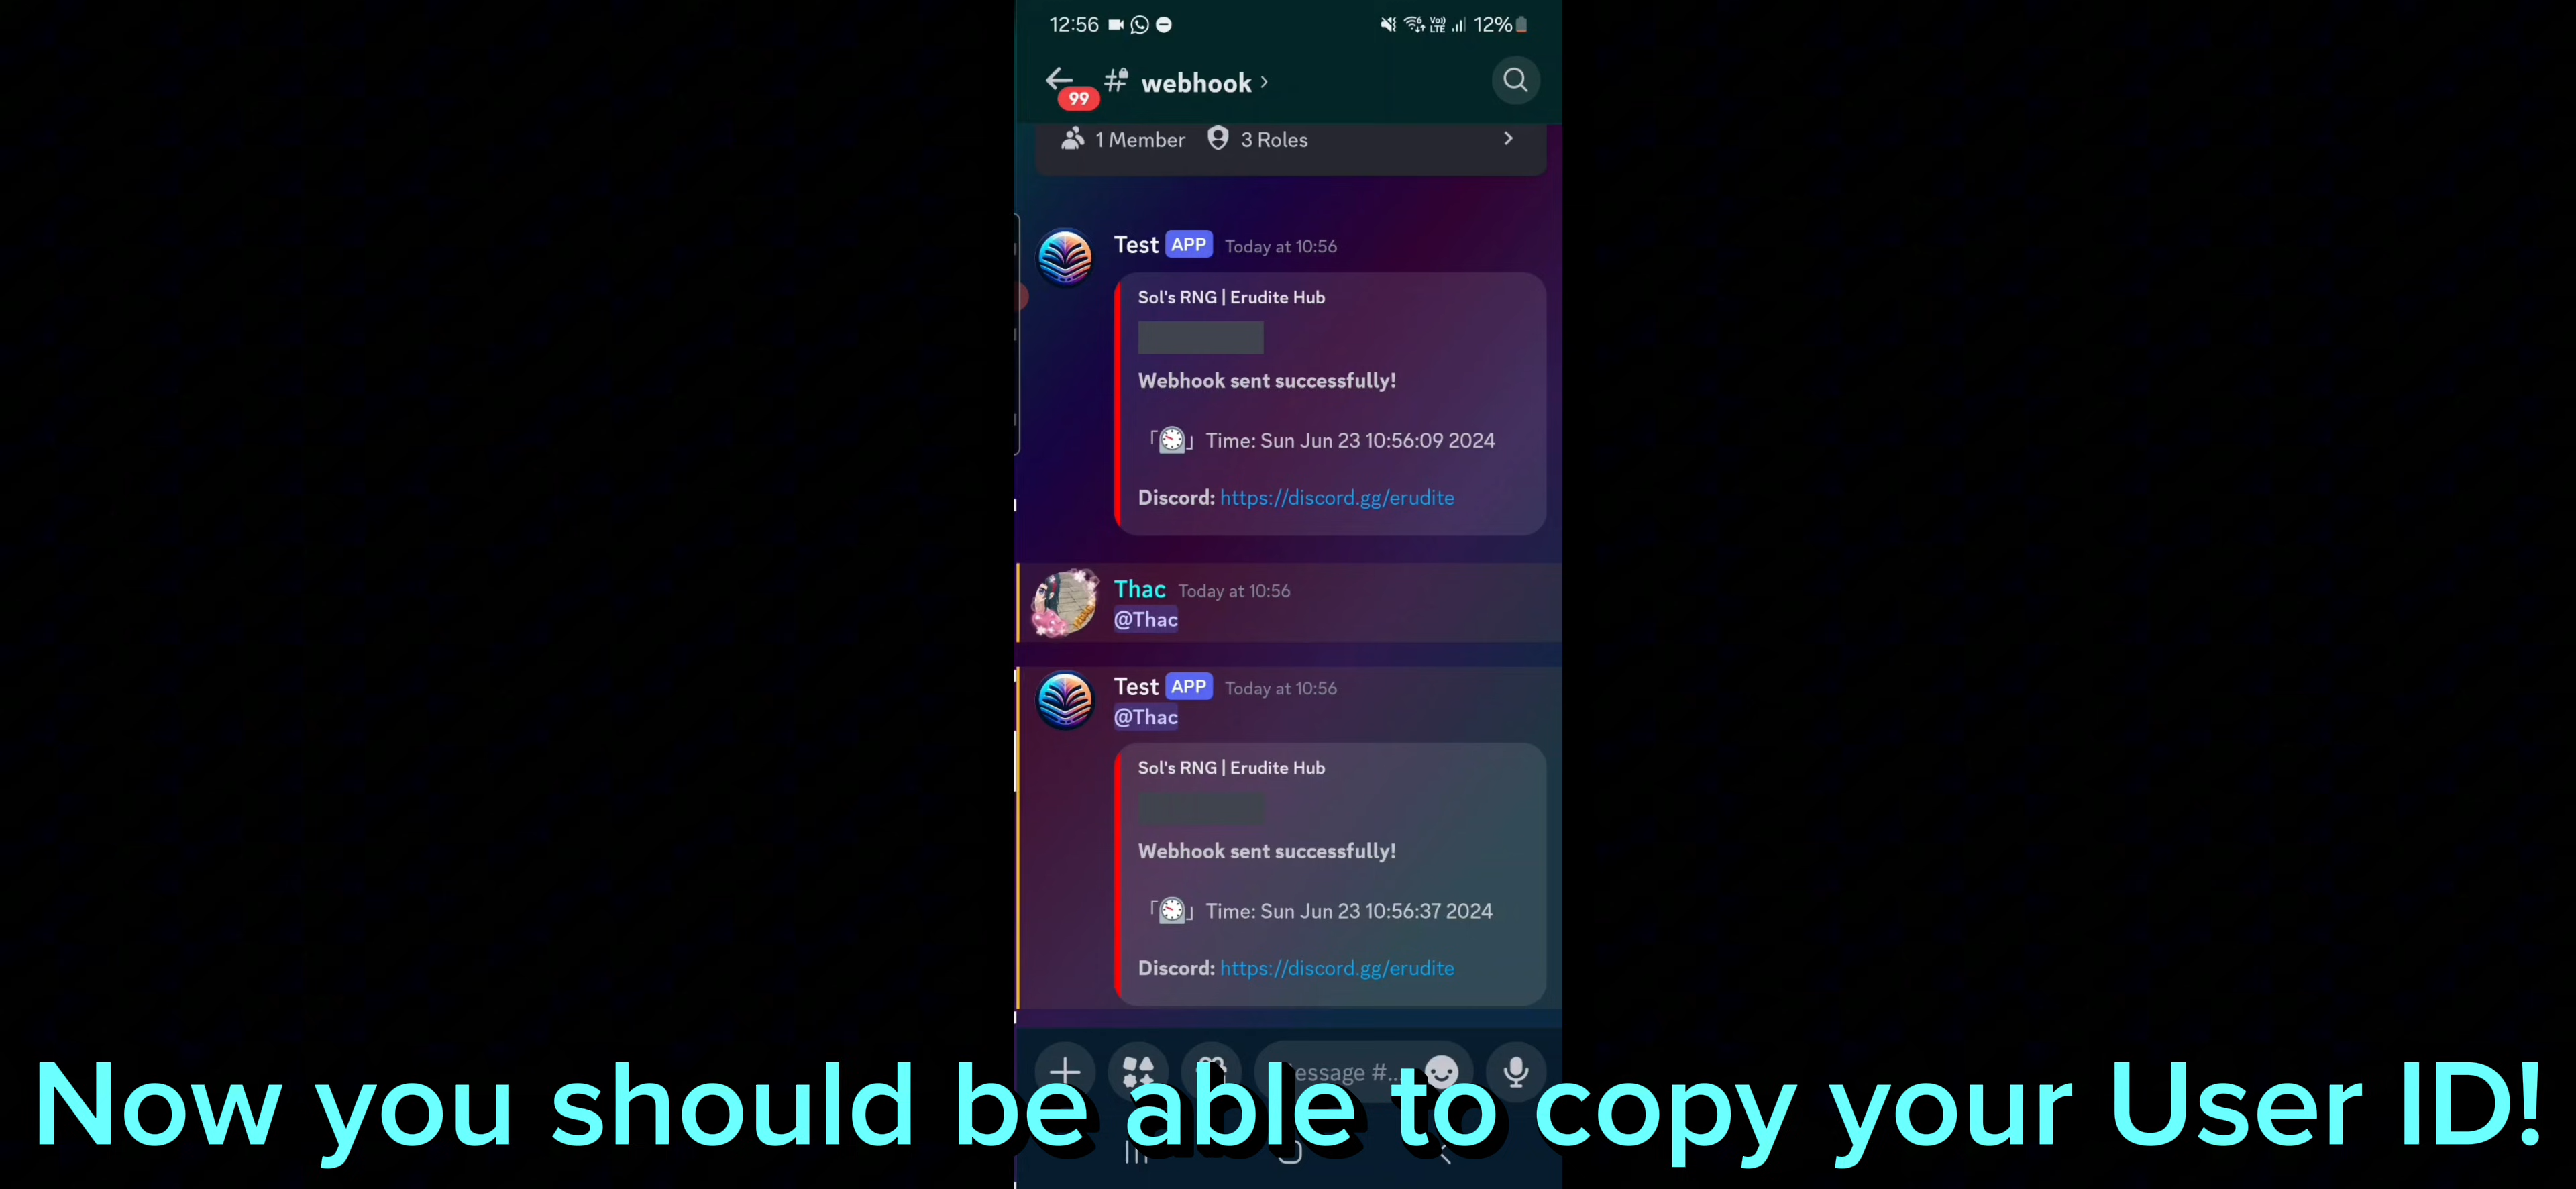 12:56
Vo)) LTE 12%
99
# webhook >
1 Member 3 Roles
Test APP Today at 10:56
Sol's RNG | Erudite Hub
Webhook sent successfully!
「🕰」 Time: Sun Jun 23 10:56:09 2024
Discord: https://discord.gg/erudite
Thac Today at 10:56
@Thac
Test APP Today at 10:56
@Thac
Sol's RNG | Erudite Hub
Webhook sent successfully!
「🕰」 Time: Sun Jun 23 10:56:37 2024
Discord: https://discord.gg/erudite
essage #...
Now you should be able to copy your User ID!